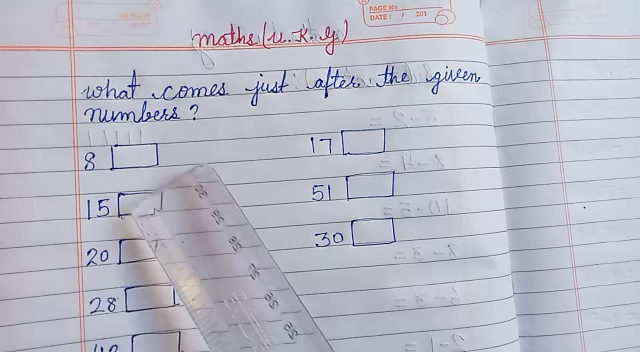 PAGE No.
DATE: / / 201
maths (U.K.G)
what comes just after the given
numbers?
8
17
15
51
20
30
28